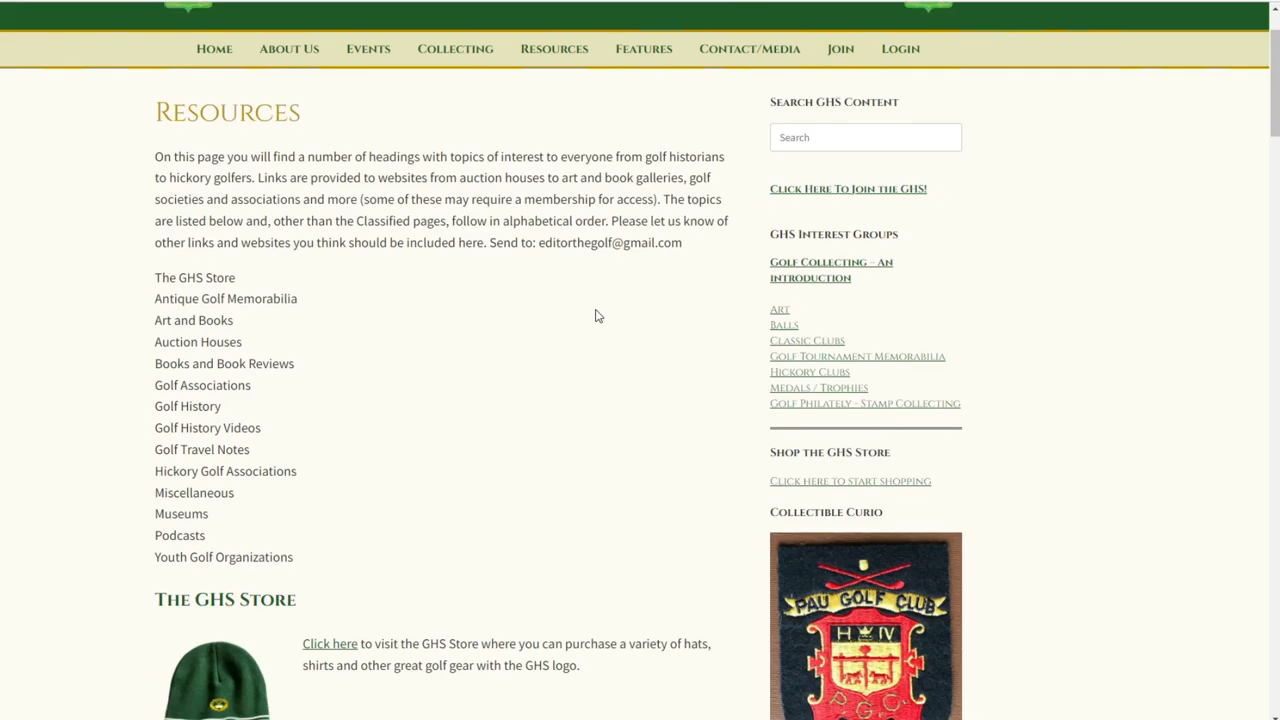 HOME ABOUT US EVENTS COLLECTING RESOURCES FEATURES CONTACT/MEDIA JOIN LOGIN
RESOURCES
On this page you will find a number of headings with topics of interest to everyone from golf historians
to hickory golfers. Links are provided to websites from auction houses to art and book galleries, golf
societies and associations and more (some of these may require a membership for access). The topics
are listed below and, other than the Classified pages, follow in alphabetical order. Please let us know of
other links and websites you think should be included here. Send to: editorthegolf@gmail.com
The GHS Store
Antique Golf Memorabilia
Art and Books
Auction Houses
Books and Book Reviews
Golf Associations
Golf History
Golf History Videos
Golf Travel Notes
Hickory Golf Associations
Miscellaneous
Museums
Podcasts
Youth Golf Organizations
THE GHS STORE
Click here to visit the GHS Store where you can purchase a variety of hats,
shirts and other great golf gear with the GHS logo.
SEARCH GHS CONTENT
Search
CLICK HERE TO JOIN THE GHS!
GHS INTEREST GROUPS
GOLF COLLECTING – AN
INTRODUCTION
ART
BALLS
CLASSIC CLUBS
GOLF TOURNAMENT MEMORABILIA
HICKORY CLUBS
MEDALS / TROPHIES
GOLF PHILATELY - STAMP COLLECTING
SHOP THE GHS STORE
CLICK HERE TO START SHOPPING
COLLECTIBLE CURIO
PAU GOLF CLUB
H IV
P.G.C